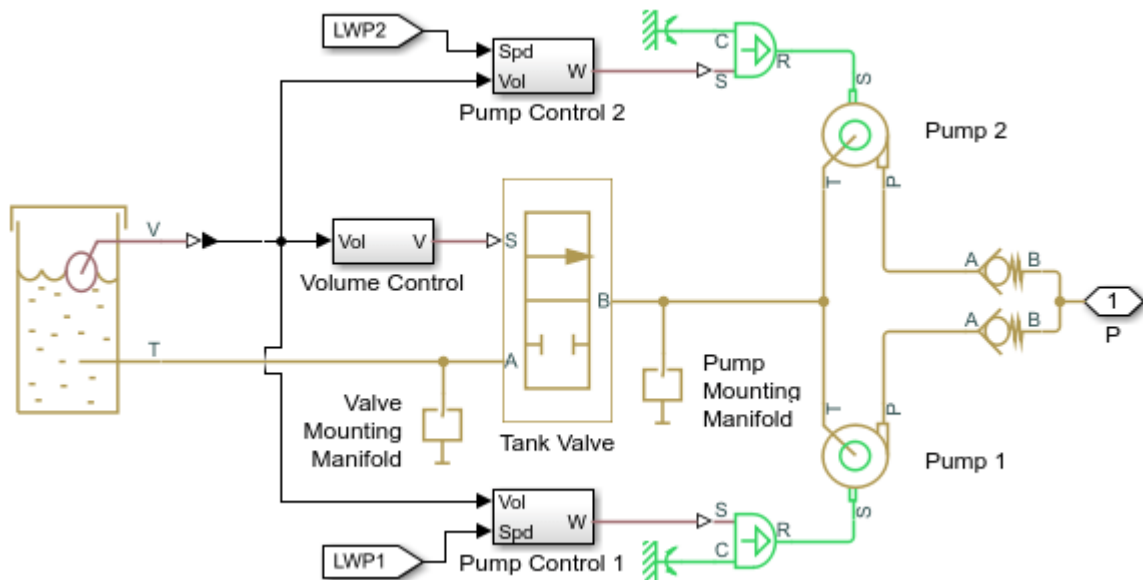 LWP2
Spd
Vol
W
Pump Control 2
C
S
R
S
Pump 2
T
P
V
Vol
V
Volume Control
S
B
A
B
1
P
T
A
Valve
Mounting
Manifold
Tank Valve
Pump
Mounting
Manifold
A
B
T
P
Pump 1
Vol
Spd
W
Pump Control 1
LWP1
S
C
R
S